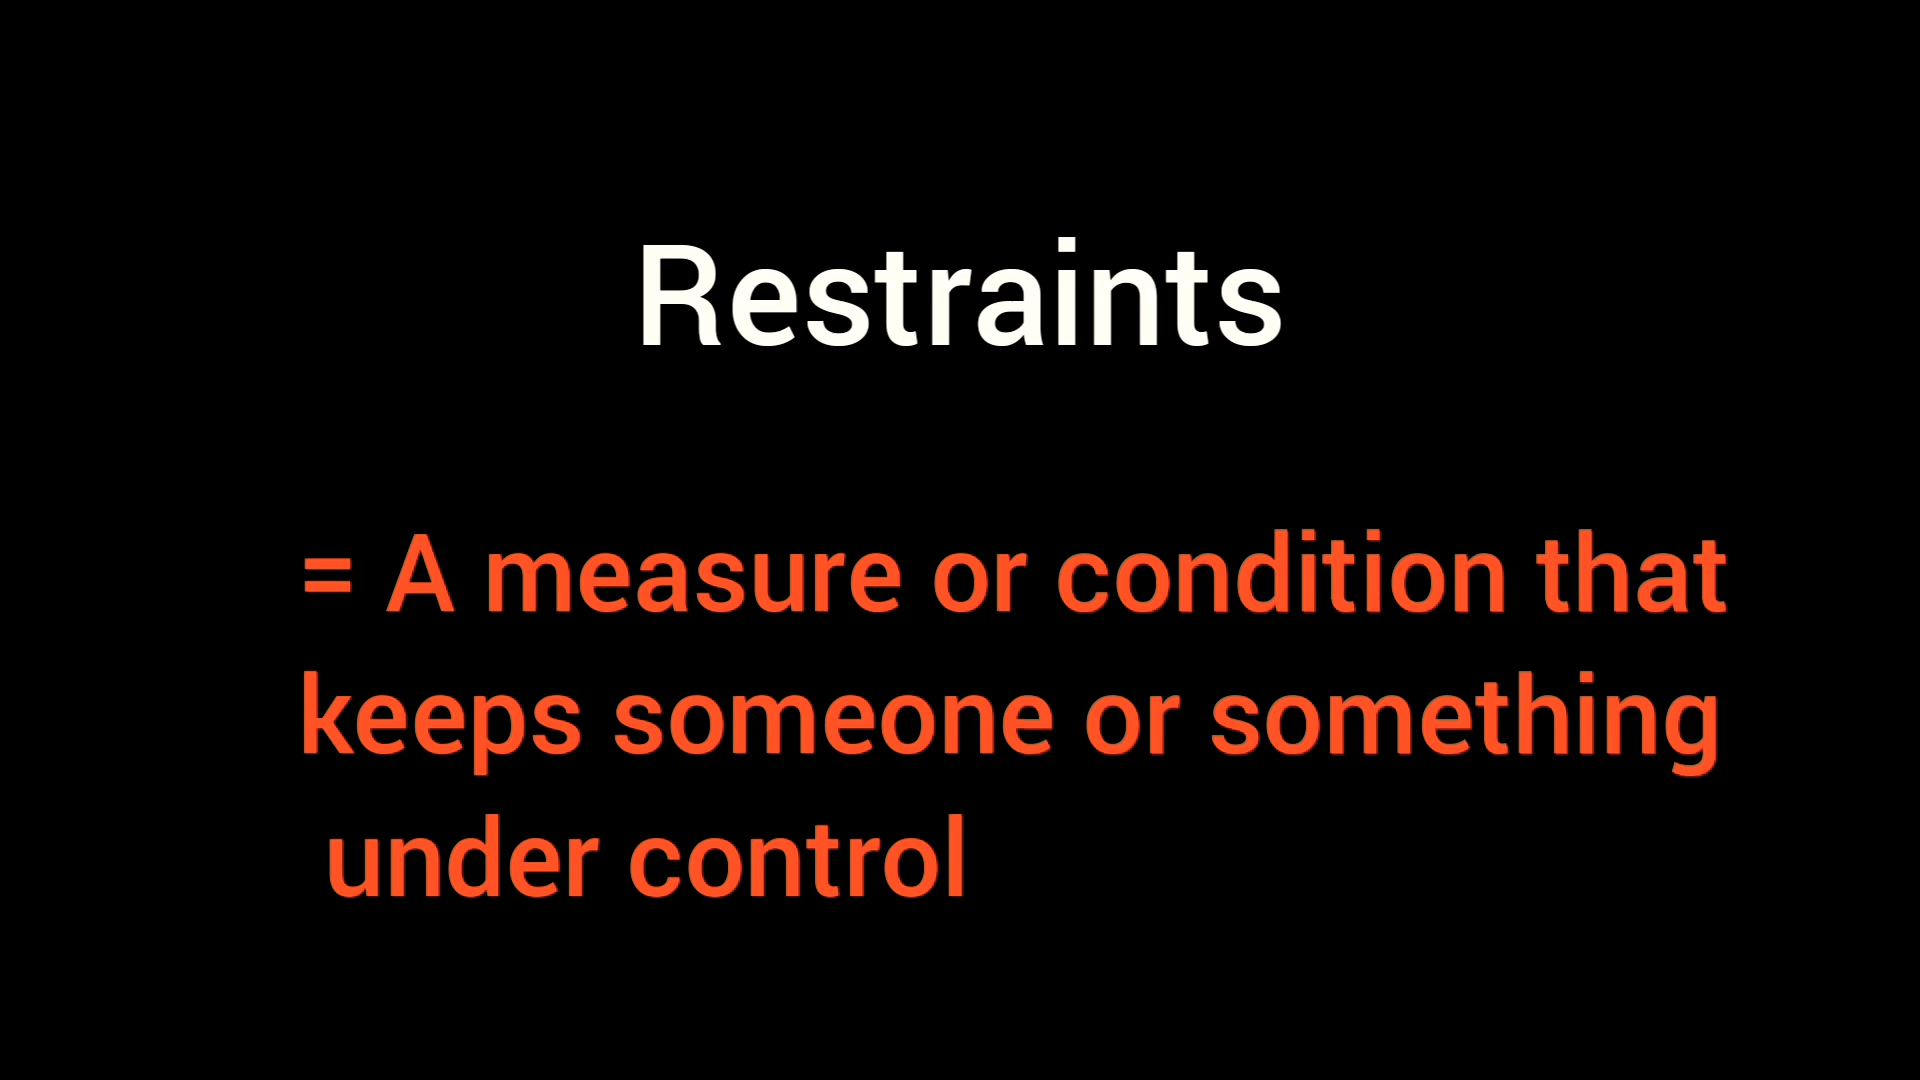 Restraints
= A measure or condition that
keeps someone or something
under control